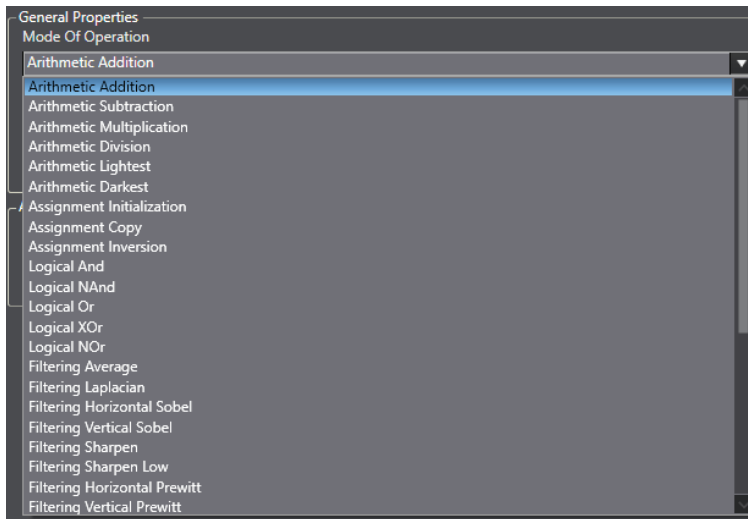 General Properties
Mode Of Operation
Arithmetic Addition
Arithmetic Addition
Arithmetic Subtraction
Arithmetic Multiplication
Arithmetic Division
Arithmetic Lightest
Arithmetic Darkest
Assignment Initialization
Assignment Copy
Assignment Inversion
Logical And
Logical NAnd
Logical Or
Logical XOr
Logical NOr
Filtering Average
Filtering Laplacian
Filtering Horizontal Sobel
Filtering Vertical Sobel
Filtering Sharpen
Filtering Sharpen Low
Filtering Horizontal Prewitt
Filtering Vertical Prewitt